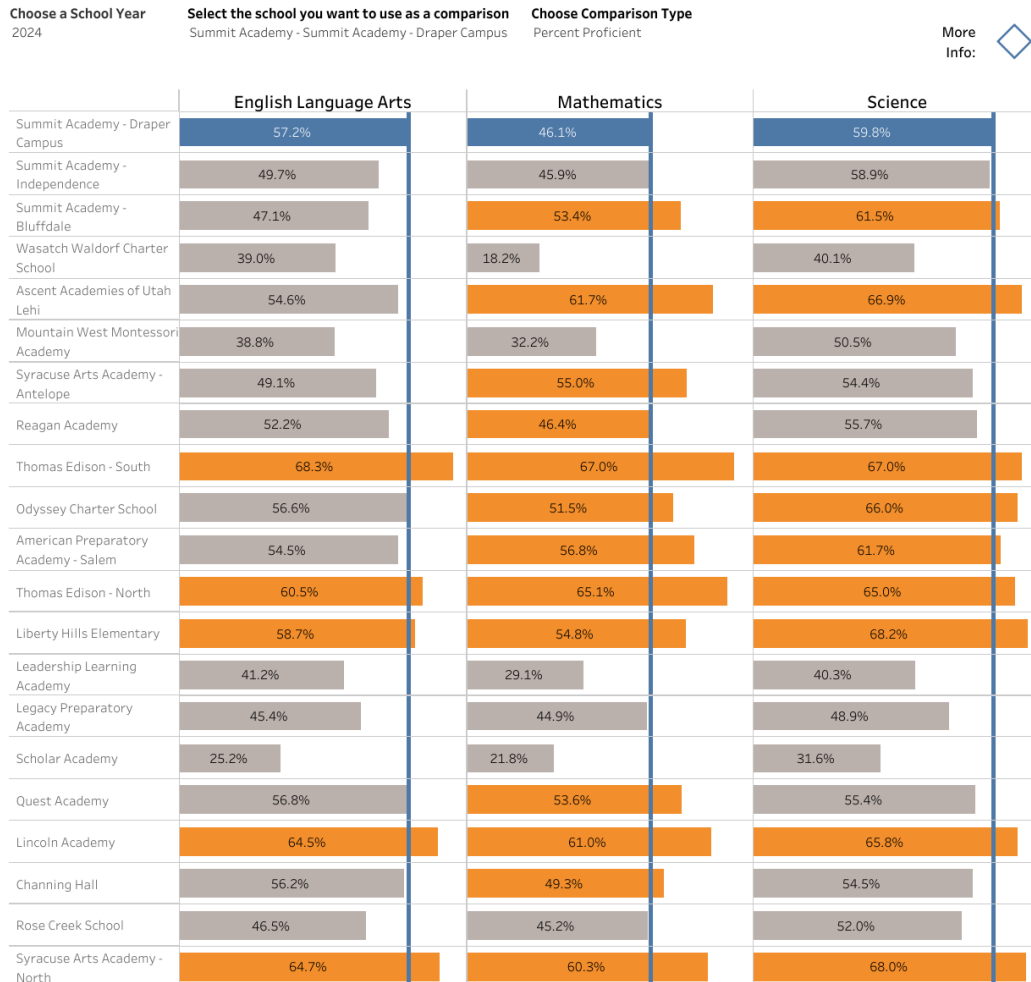 Choose a School Year Select the school you want to use as a comparison Choose Comparison Type
2024 Summit Academy - Summit Academy - Draper Campus Percent Proficient
More
Info:
English Language Arts Mathematics Science
Summit Academy - Draper
Campus
57.2% 46.1% 59.8%
Summit Academy -
Independence
49.7% 45.9% 58.9%
Summit Academy -
Bluffdale
47.1% 53.4% 61.5%
Wasatch Waldorf Charter
School
39.0% 18.2% 40.1%
Ascent Academies of Utah
Lehi
54.6% 61.7% 66.9%
Mountain West Montessori
Academy
38.8% 32.2% 50.5%
Syracuse Arts Academy -
Antelope
49.1% 55.0% 54.4%
Reagan Academy 52.2% 46.4% 55.7%
Thomas Edison - South 68.3% 67.0% 67.0%
Odyssey Charter School 56.6% 51.5% 66.0%
American Preparatory
Academy - Salem
54.5% 56.8% 61.7%
Thomas Edison - North 60.5% 65.1% 65.0%
Liberty Hills Elementary 58.7% 54.8% 68.2%
Leadership Learning
Academy
41.2% 29.1% 40.3%
Legacy Preparatory
Academy
45.4% 44.9% 48.9%
Scholar Academy 25.2% 21.8% 31.6%
Quest Academy 56.8% 53.6% 55.4%
Lincoln Academy 64.5% 61.0% 65.8%
Channing Hall 56.2% 49.3% 54.5%
Rose Creek School 46.5% 45.2% 52.0%
Syracuse Arts Academy -
North
64.7% 60.3% 68.0%